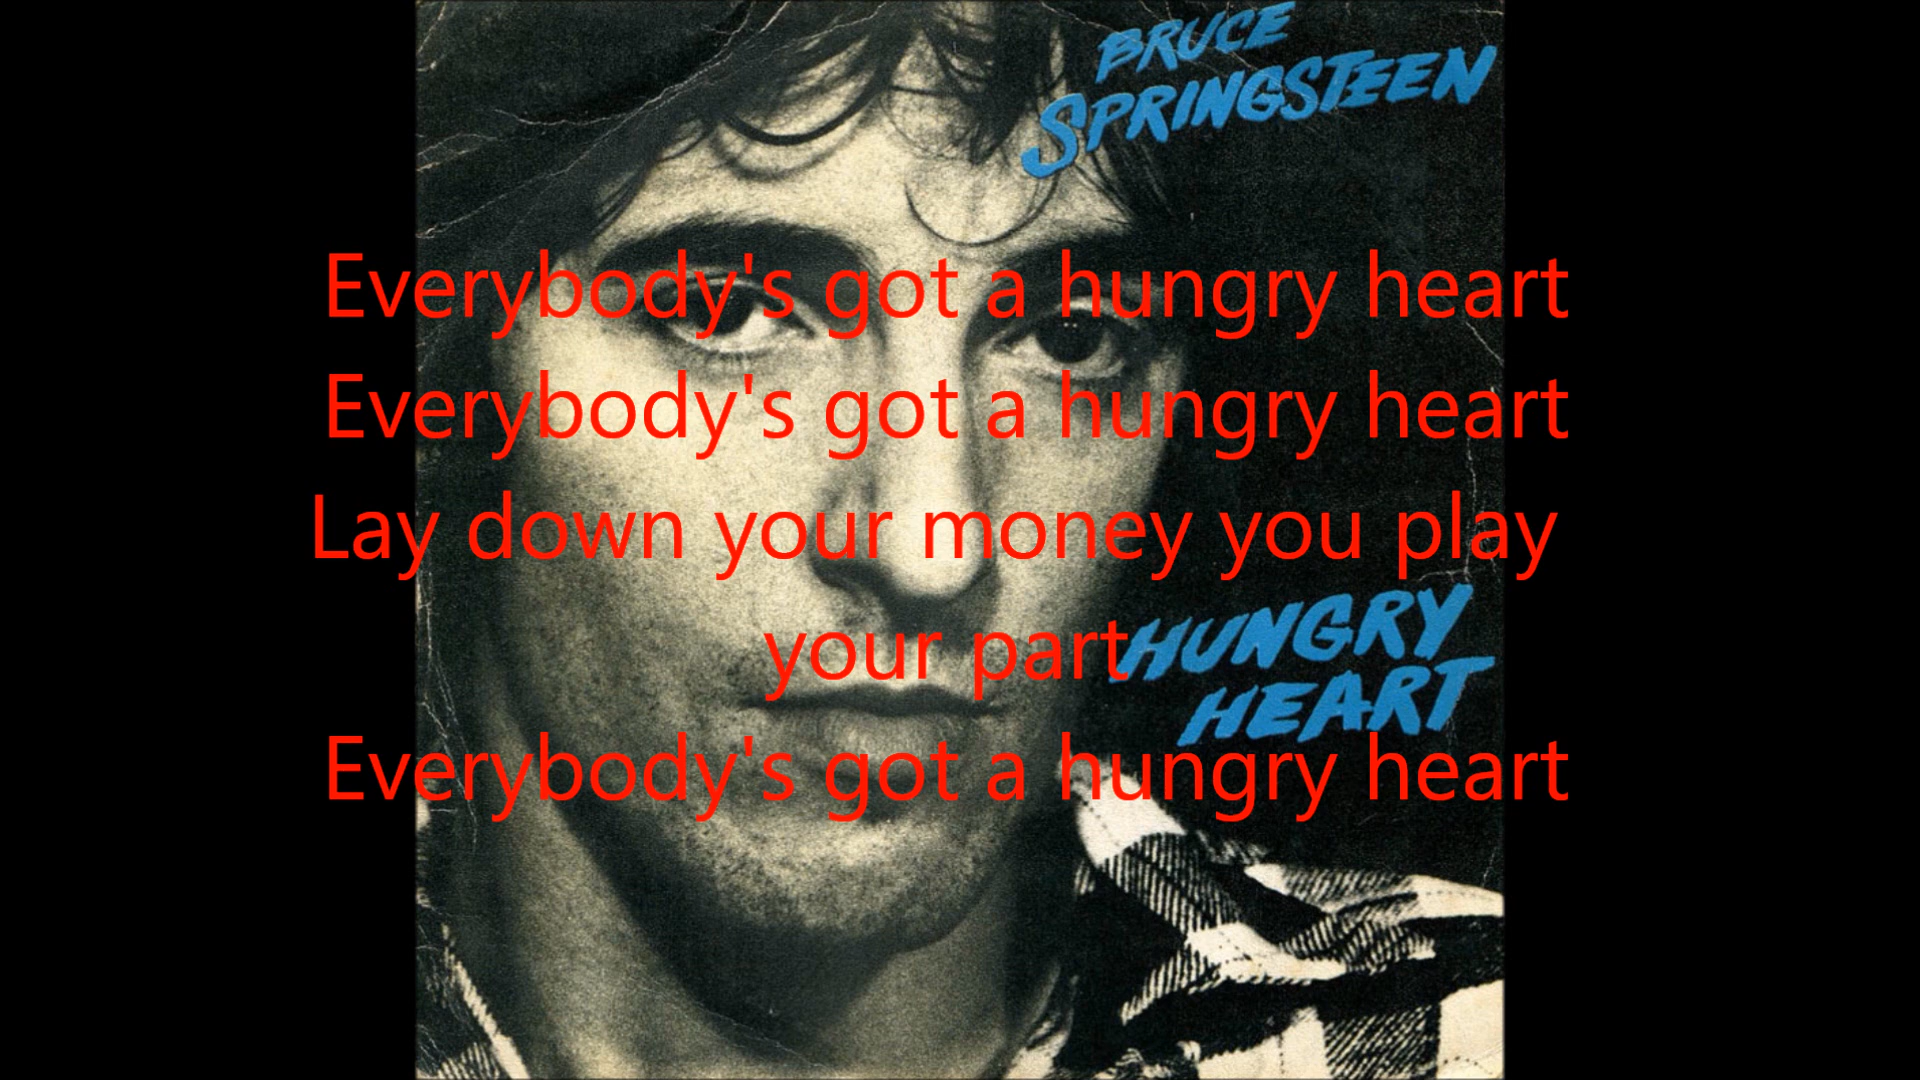 BRUCE
SPRINGSTEEN
Everybody's got a hungry heart
Everybody's got a hungry heart
Lay down your money you play
your part
HUNGRY
HEART
Everybody's got a hungry heart